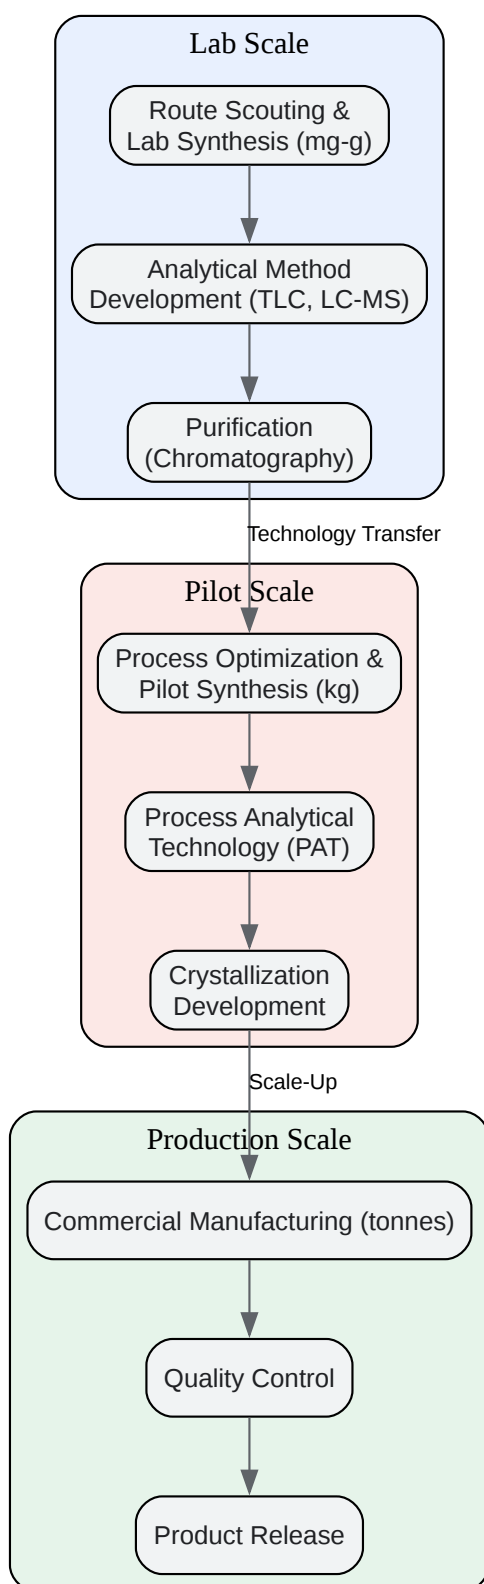 Lab Scale
Route Scouting &
Lab Synthesis (mg-g)
Analytical Method
Development (TLC, LC-MS)
Purification
(Chromatography)
Technology Transfer
Pilot Scale
Process Optimization &
Pilot Synthesis (kg)
Process Analytical
Technology (PAT)
Crystallization
Development
Scale-Up
Production Scale
Commercial Manufacturing (tonnes)
Quality Control
Product Release